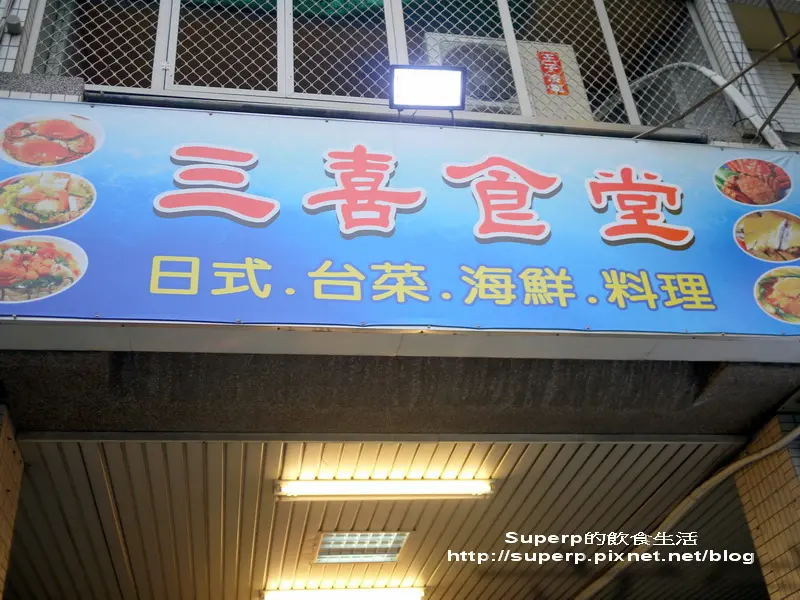 三喜食堂
日式.台菜.海鮮.料理
Superp的飲食生活
http://superp.pixnet.net/blog